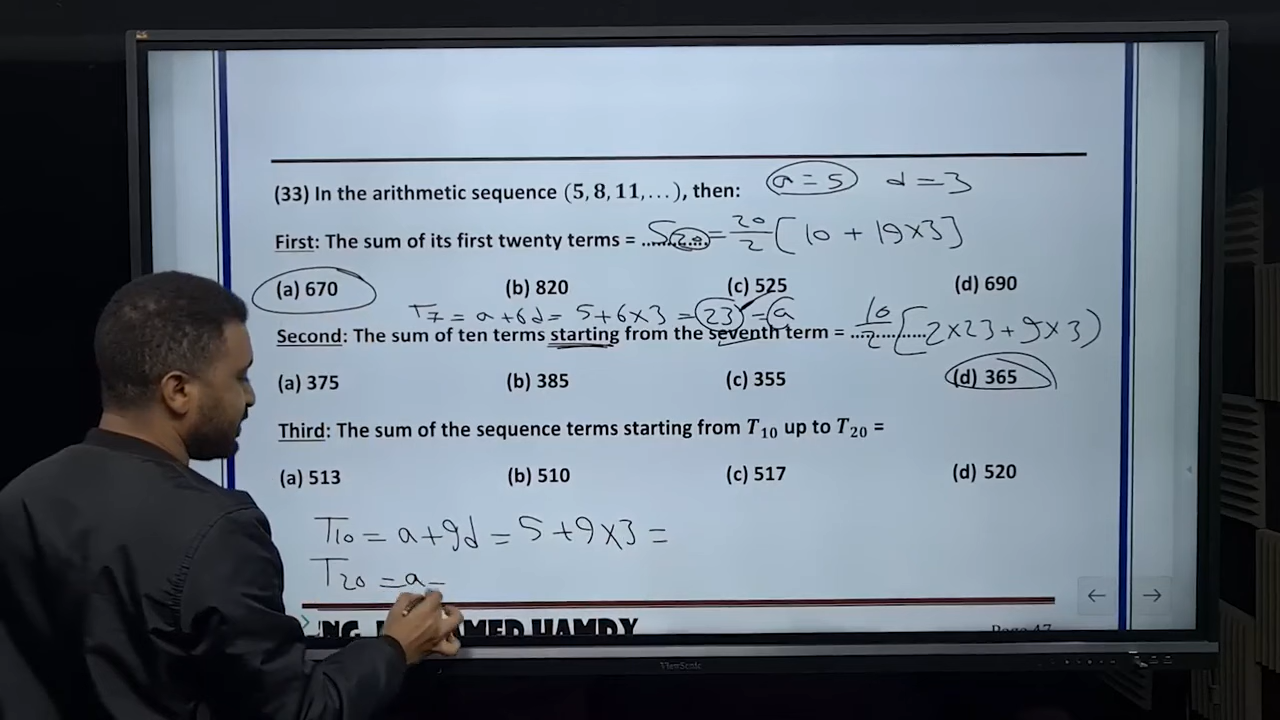 (33) In the arithmetic sequence (5, 8, 11, ...), then: a = 5 d = 3
First: The sum of its first twenty terms = ........ S20 = 20/2 [10 + 19×3]
(a) 670 (b) 820 (c) 525 (d) 690
T7 = a+6d = 5+6×3 = 23 = a
Second: The sum of ten terms starting from the seventh term = ........ 10/2 [2×23+9×3)
(a) 375 (b) 385 (c) 355 (d) 365
Third: The sum of the sequence terms starting from T10 up to T20 =
(a) 513 (b) 510 (c) 517 (d) 520
T10 = a+9d = 5+9×3 =
T20 = a
HAMDY
Page 47
ViewSonic